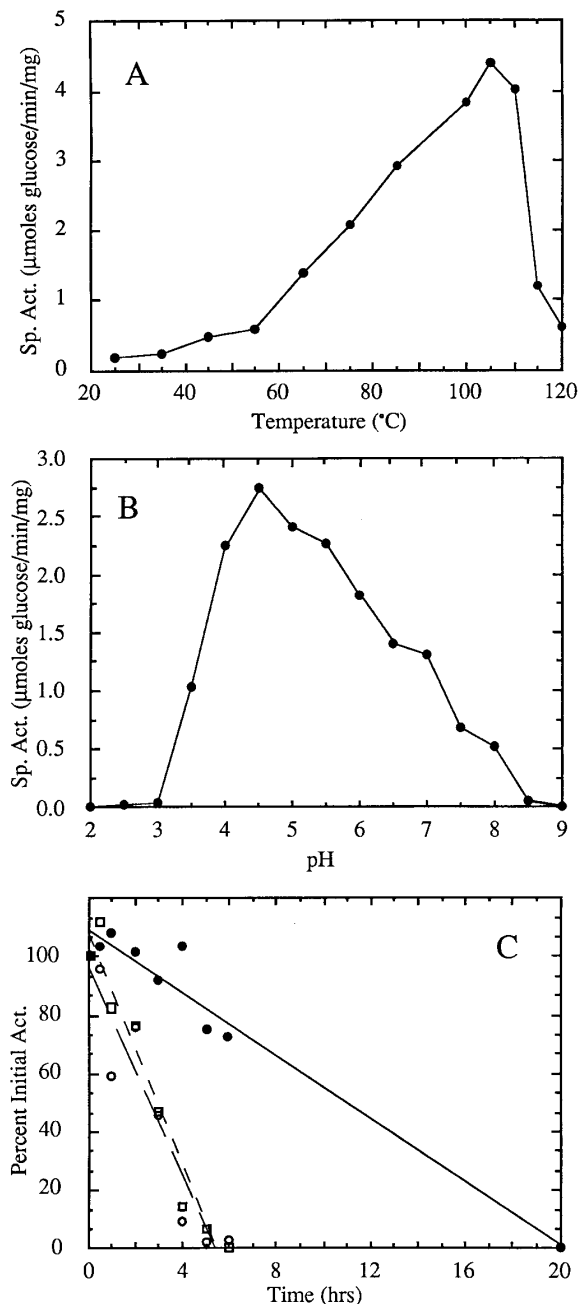 A
Sp. Act. (μmoles glucose/min/mg)
5
4
3
2
1
0
20 40 60 80 100 120
Temperature (°C)
B
Sp. Act. (μmoles glucose/min/mg)
3.0
2.5
2.0
1.5
1.0
0.5
0.0
2 3 4 5 6 7 8 9
pH
C
Percent Initial Act.
100
80
60
40
20
0
0 4 8 12 16 20
Time (hrs)